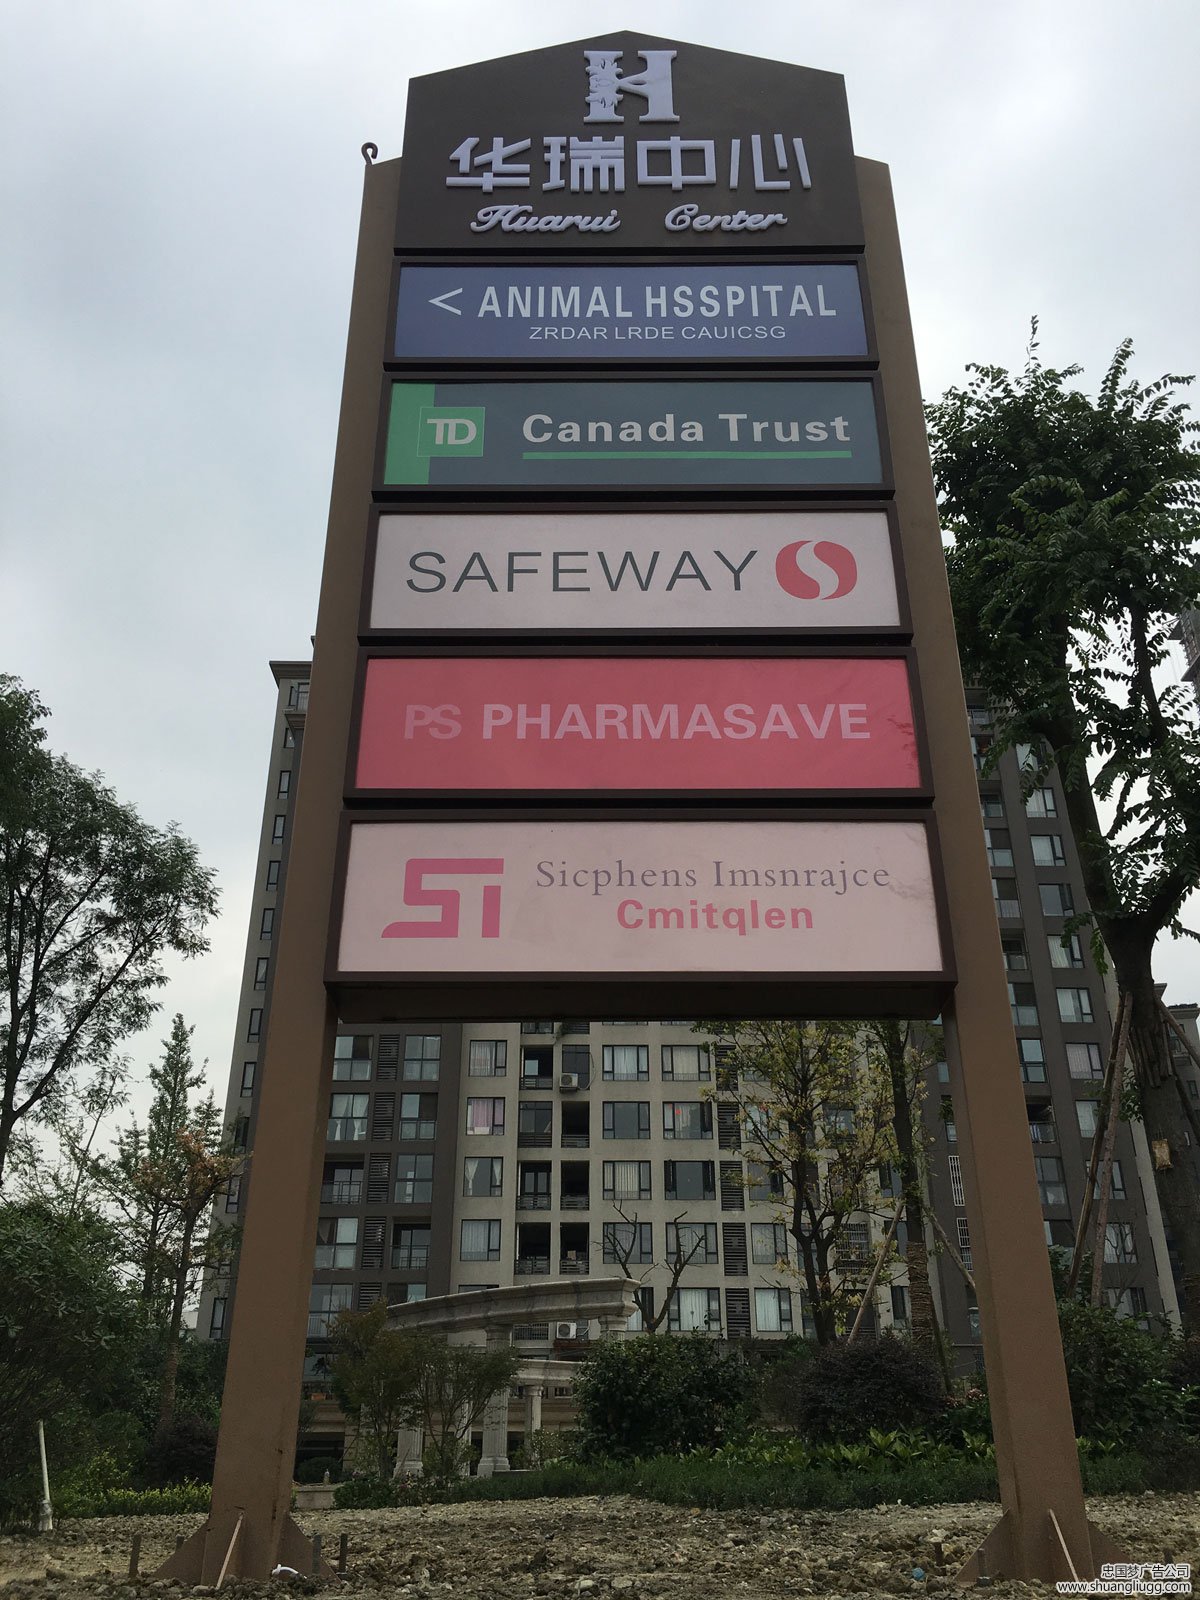 H
华瑞中心
Huarui Center
< ANIMAL HSSPITAL
ZRDAR LRDE CAUICSG
TD Canada Trust
SAFEWAY
PS PHARMASAVE
SI Sicphens Imsnrajce
Cmitqlen
忠国梦广告公司
www.shuangliugg.com